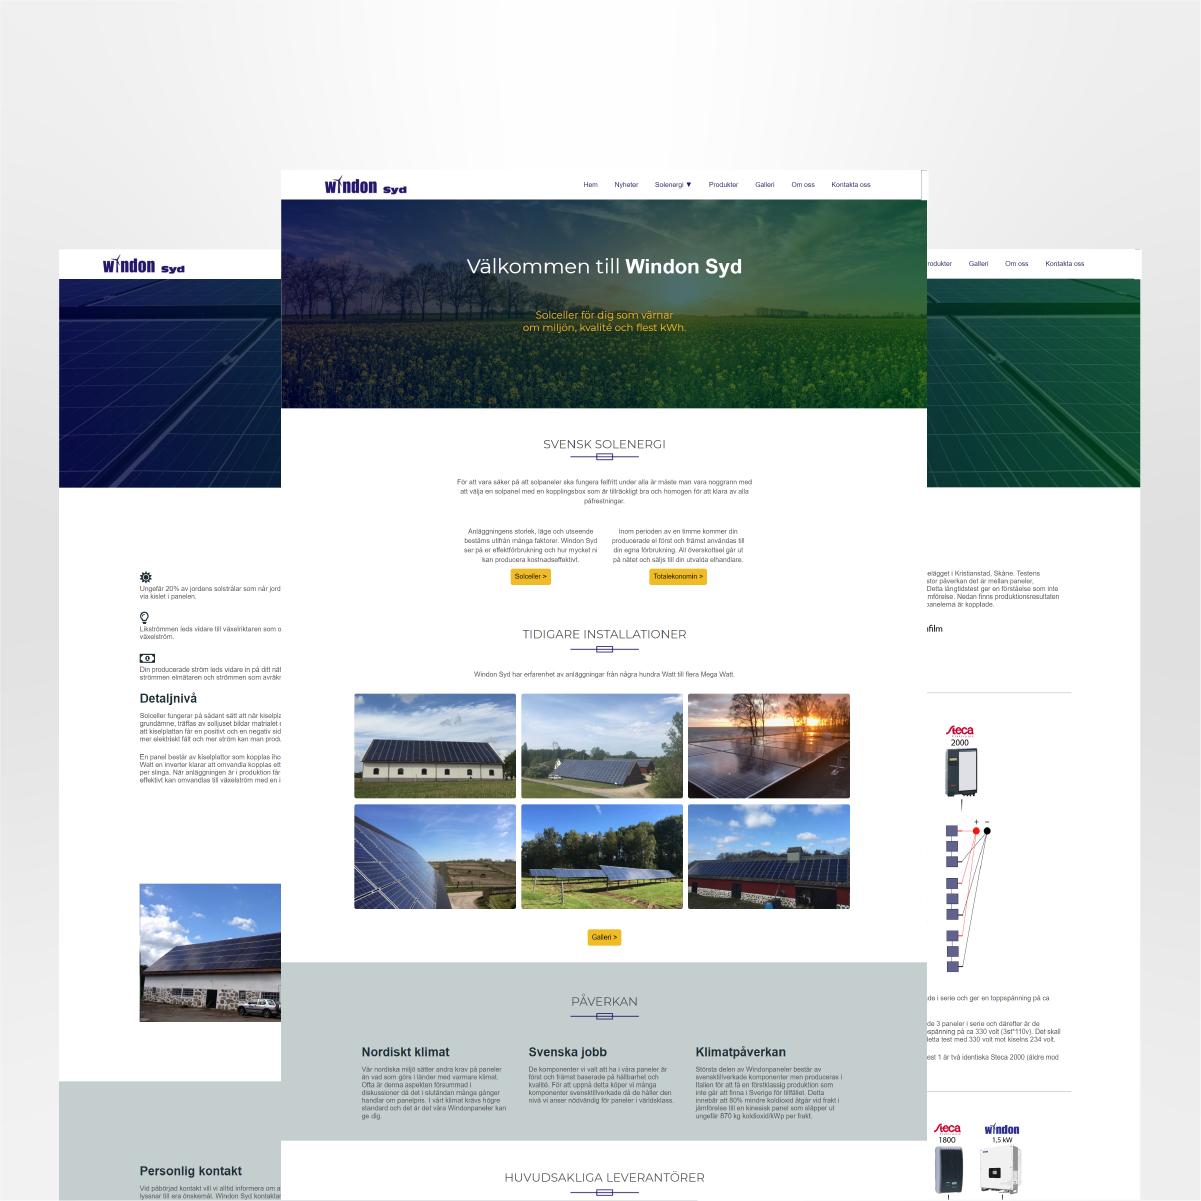 windon Syd
Hem Nyheter Solenergi ▼ Produkter Galleri Om oss Kontakta oss
Välkommen till Windon Syd
Solceller för dig som värnar
om miljön, kvalité och flest kWh.
SVENSK SOLENERGI
För att vara säker på att solpaneler ska fungera felfritt under alla år måste man vara noggrann med
att välja en solpanel med en kopplingsbox som är tillräckligt bra och homogen för att klara av alla
påfrestningar.
Anläggningens storlek, läge och utseende
bestäms utifrån många faktorer. Windon Syd
ser på er effektförbrukning och hur mycket ni
kan producera kostnadseffektivt.
Solceller >
Inom perioden av en timme kommer din
producerade el först och främst användas till
din egna förbrukning. All överskottsel går ut
på nätet och säljs till din utvalda elhandlare.
Totalekonomin >
TIDIGARE INSTALLATIONER
Windon Syd har erfarenhet av anläggningar från några hundra Watt till flera Mega Watt.
Galleri >
PÅVERKAN
Nordiskt klimat
Vår nordiska miljö sätter andra krav på paneler
än vad som görs i länder med varmare klimat.
Ofta är denna aspekten försummad i
diskussioner då det i slutändan många gånger
handlar om panelpris. I vårt klimat krävs högre
standard och det är det våra Windonpaneler kan
ge dig.
Svenska jobb
De komponenter vi valt att ha i våra paneler är
först och främst baserade på hållbarhet och
kvalité. För att uppnå detta köper vi många
komponenter svensktillverkade då de håller den
nivå vi anser nödvändig för paneler i världsklass.
Klimatpåverkan
Största delen av Windonpaneler består av
svensktillverkade komponenter men produceras i
Italien för att få en förstklassig produktion som
inte går att finna i Sverige för tillfället. Detta
innebär att 80% mindre koldioxid åtgår vid frakt i
jämförelse till en kinesisk panel som släpper ut
ungefär 870 kg koldioxid/kWp per frakt.
HUVUDSAKLIGA LEVERANTÖRER
windon Syd
Ungefär 20% av jordens solstrålar som når jord
via kislet i panelen.
Likströmmen leds vidare till växelriktaren som o
växelström.
Din producerade ström leds vidare in på ditt nät
strömmen elmätaren och strömmen som avräkn
Detaljnivå
Solceller fungerar på sådant sätt att när kiselpla
grundämne, träffas av solljuset bildar matrialet e
att kiselplattan får en positivt och en negativ sid
mer elektriskt fält och mer ström kan man produ
En panel består av kiselplattor som kopplas iho
Watt en inverter klarar att omvandla kopplas ett
per slinga. När anläggningen är i produktion får
effektivt kan omvandlas till växelström med en i
Personlig kontakt
Vid påbörjad kontakt vill vi alltid informera om a
lyssnar till era önskemål. Windon Syd kontaktar
rodukter Galleri Om oss Kontakta oss
elägget i Kristianstad, Skåne. Testens
stor påverkan det är mellan paneler,
Detta långtidstest ger en förståelse som inte
mförelse. Nedan finns produktionsresultaten
panelerna är kopplade.
nfilm
Steca
2000
+ −
de i serie och ger en toppspänning på ca
de 3 paneler i serie och därefter är de
spänning på ca 330 volt (3st*110v). Det skall
detta test med 330 volt mot kiselns 234 volt.
est 1 är två identiska Steca 2000 (äldre mod
Steca
1800
windon
1,5 kW